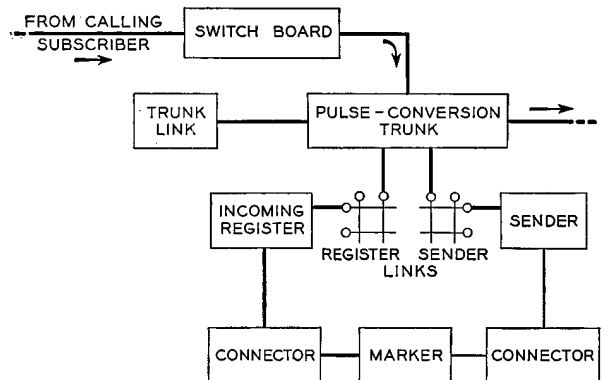 FROM CALLING
SUBSCRIBER
SWITCH BOARD
TRUNK
LINK
PULSE-CONVERSION
TRUNK
INCOMING
REGISTER
SENDER
REGISTER SENDER
LINKS
CONNECTOR
MARKER
CONNECTOR